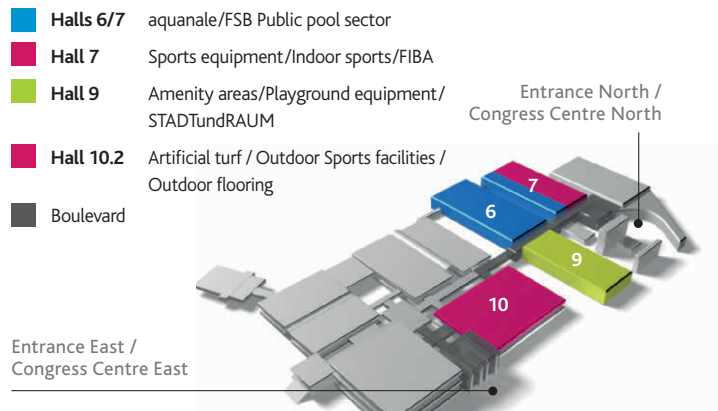 Halls 6/7 aquanale/FSB Public pool sector
Hall 7 Sports equipment/Indoor sports/FIBA
Hall 9 Amenity areas/Playground equipment/
STADTundRAUM
Hall 10.2 Artificial turf / Outdoor Sports facilities /
Outdoor flooring
Boulevard
Entrance North /
Congress Centre North
7
6
9
10
Entrance East /
Congress Centre East